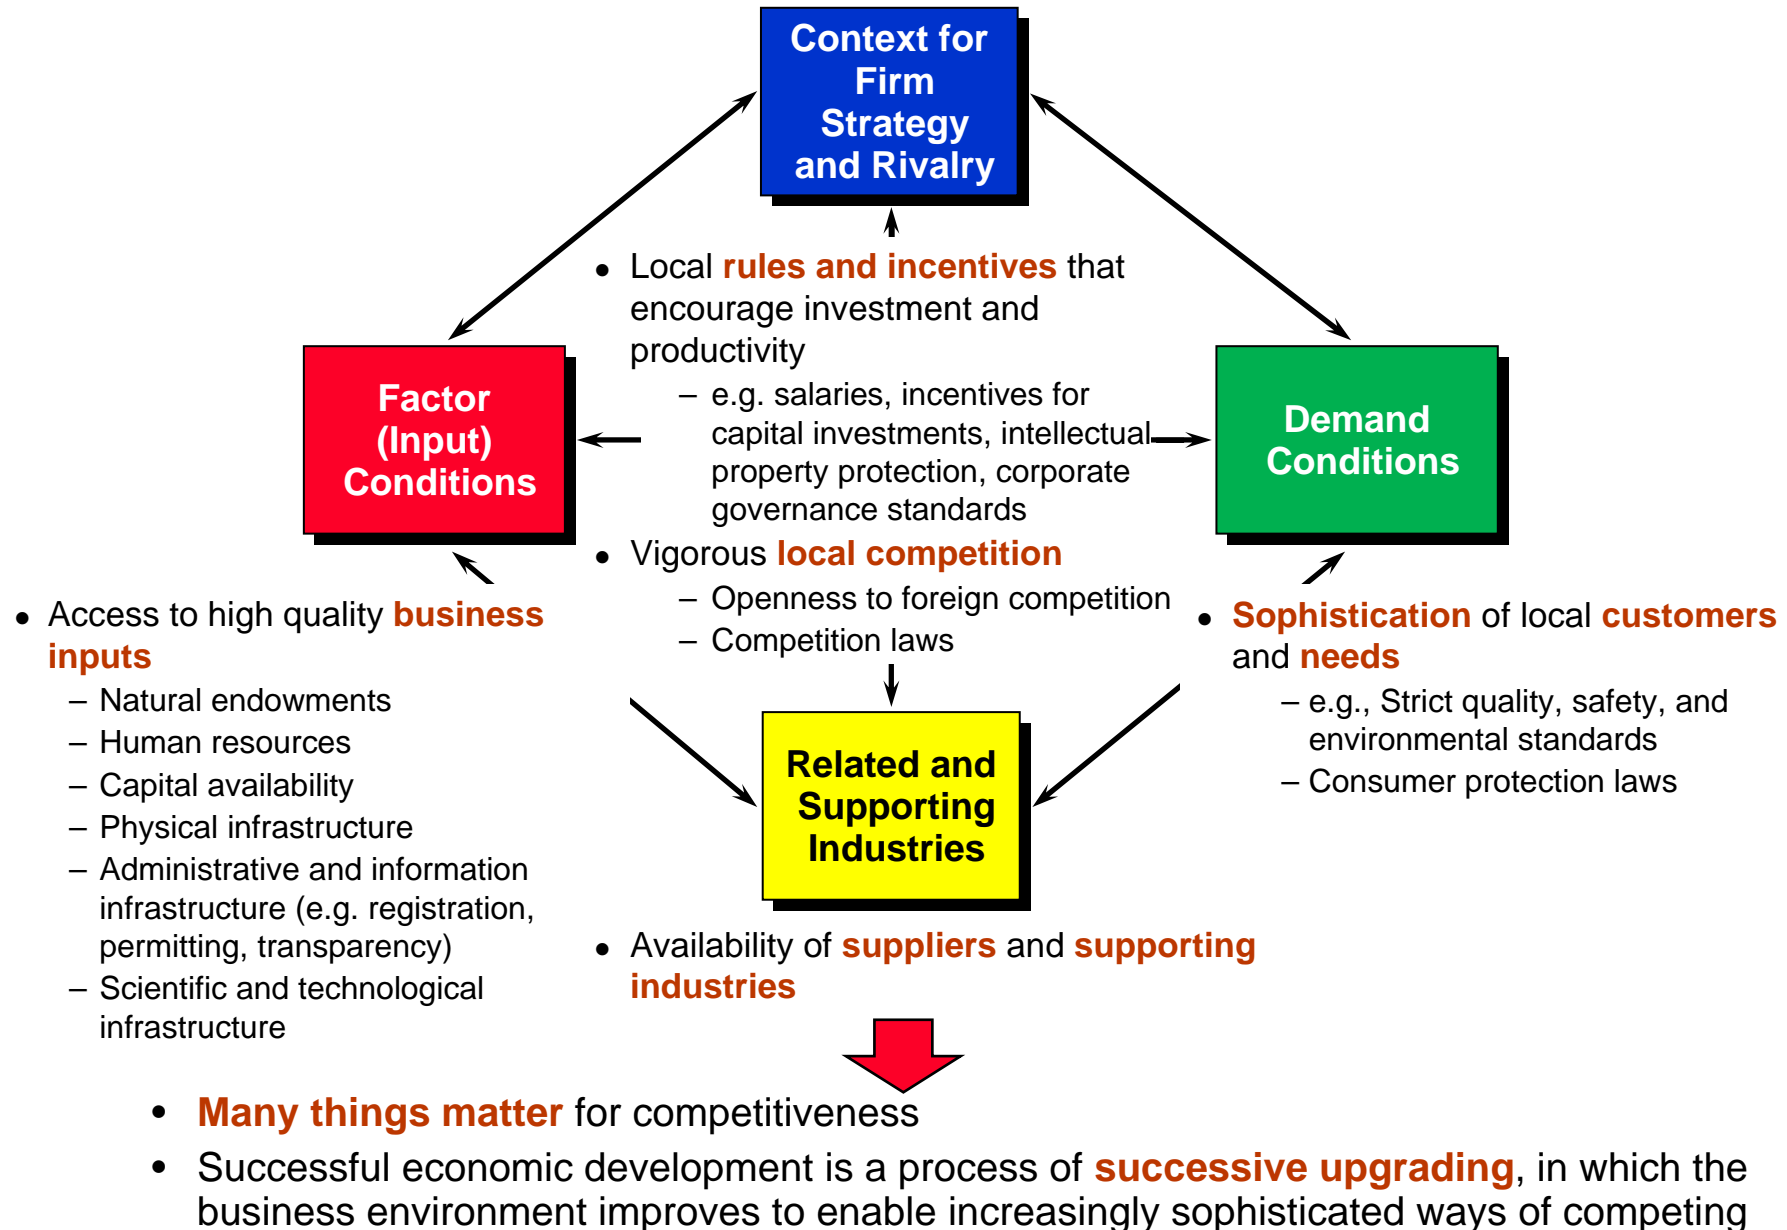 Context for
Firm
Strategy
and Rivalry
• Local rules and incentives that
encourage investment and
productivity
– e.g. salaries, incentives for
capital investments, intellectual
property protection, corporate
governance standards
• Vigorous local competition
– Openness to foreign competition
– Competition laws
Factor
(Input)
Conditions
Demand
Conditions
• Access to high quality business
inputs
– Natural endowments
– Human resources
– Capital availability
– Physical infrastructure
– Administrative and information
infrastructure (e.g. registration,
permitting, transparency)
– Scientific and technological
infrastructure
• Sophistication of local customers
and needs
– e.g., Strict quality, safety, and
environmental standards
– Consumer protection laws
Related and
Supporting
Industries
• Availability of suppliers and supporting
industries
• Many things matter for competitiveness
• Successful economic development is a process of successive upgrading, in which the
business environment improves to enable increasingly sophisticated ways of competing